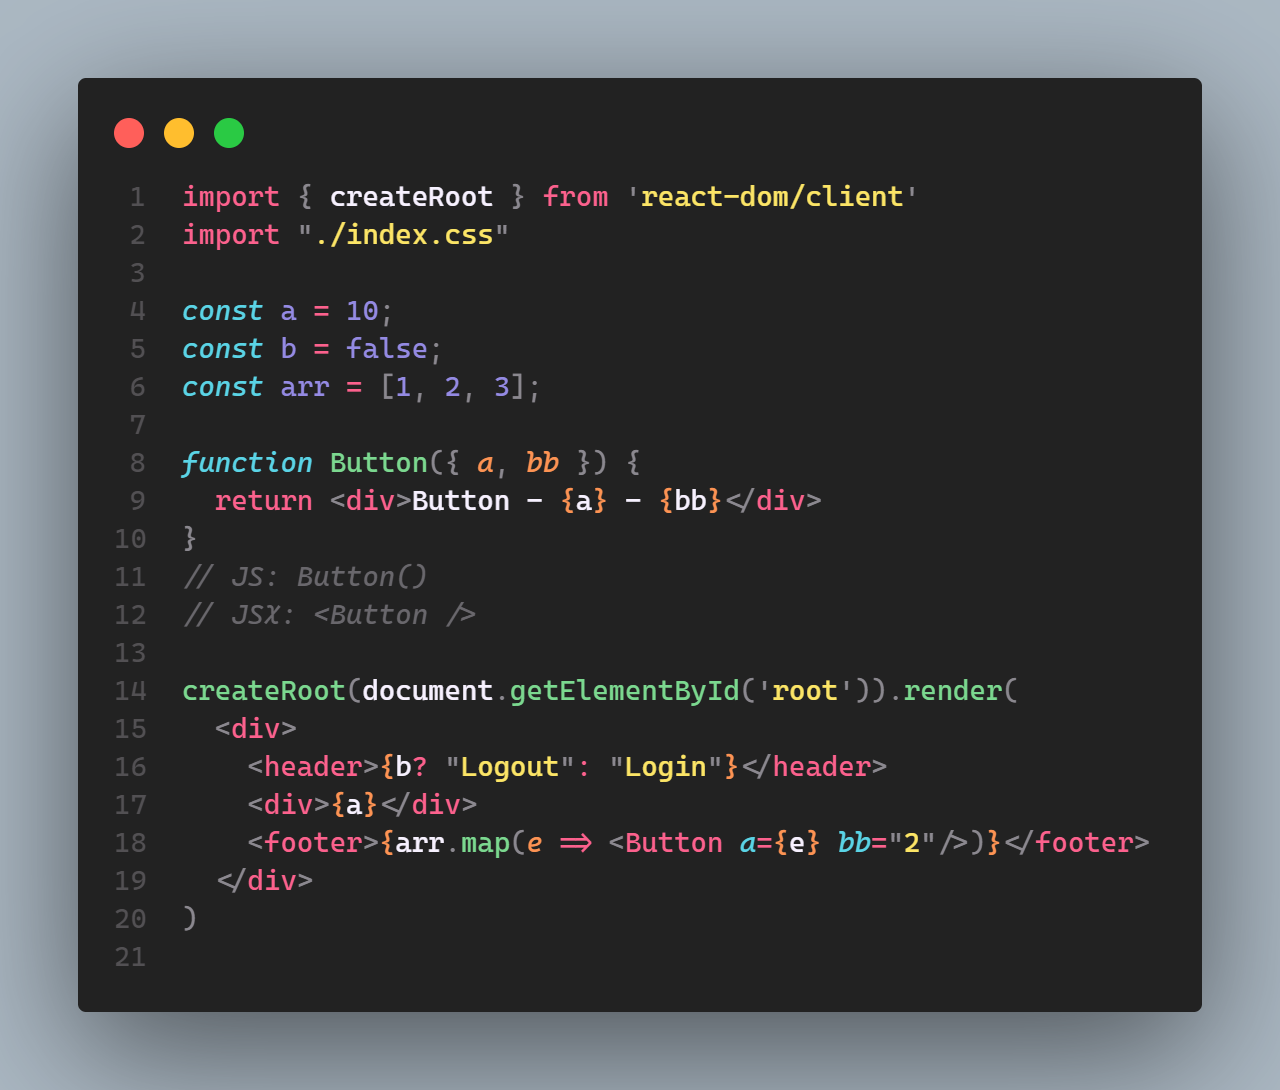 1 import { createRoot } from 'react-dom/client'
2 import "./index.css"
3
4 const a = 10;
5 const b = false;
6 const arr = [1, 2, 3];
7
8 function Button({ a, bb }) {
9   return <div>Button - {a} - {bb}</div>
10 }
11 // JS: Button()
12 // JSX: <Button />
13
14 createRoot(document.getElementById('root')).render(
15   <div>
16     <header>{b? "Logout": "Login"}</header>
17     <div>{a}</div>
18     <footer>{arr.map(e => <Button a={e} bb="2"/>)}</footer>
19   </div>
20 )
21